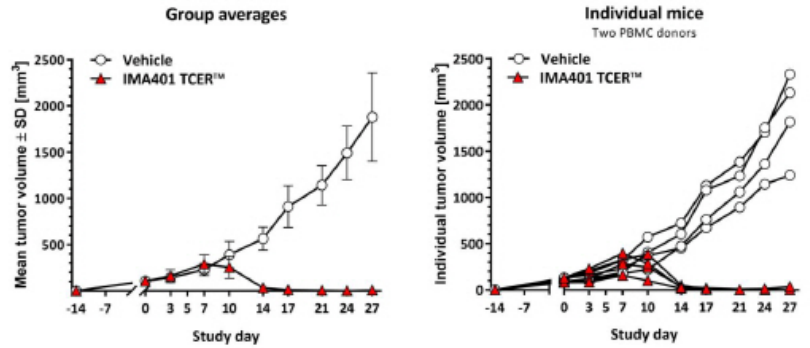 Group averages
Vehicle
IMA401 TCER™
Mean tumor volume ± SD [mm³]
2500
2000
1500
1000
500
-14 -7 0 3 5 7 10 14 17 21 24 27
Study day
Individual mice
Two PBMC donors
Vehicle
IMA401 TCER™
Individual tumor volume [mm³]
2500
2000
1500
1000
500
0
-14 -7 0 3 5 7 10 14 17 21 24 27
Study day